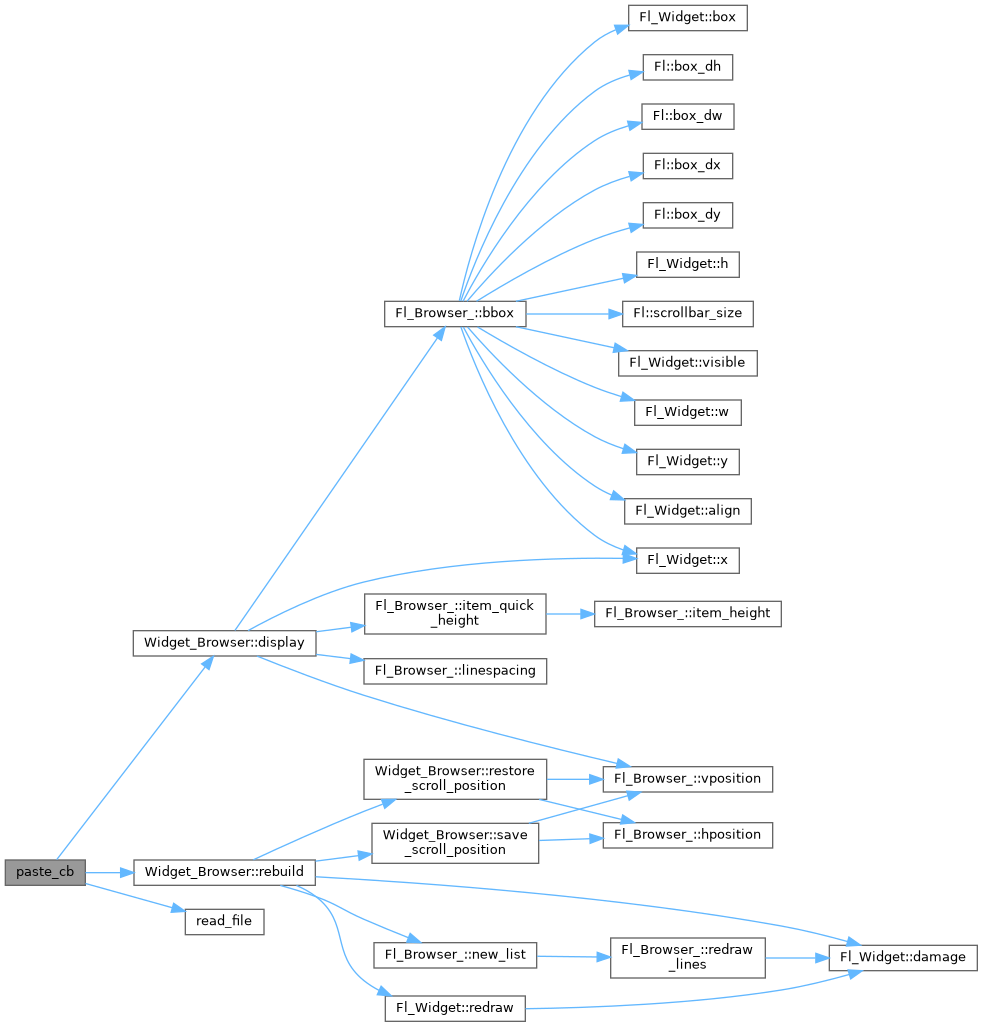 Fl_Widget::box
Fl::box_dh
Fl::box_dw
Fl::box_dx
Fl::box_dy
Fl_Widget::h
Fl_Browser_::bbox
Fl::scrollbar_size
Fl_Widget::visible
Fl_Widget::w
Fl_Widget::y
Fl_Widget::align
Fl_Widget::x
Fl_Browser_::item_quick
_height
Fl_Browser_::item_height
Widget_Browser::display
Fl_Browser_::linespacing
Widget_Browser::restore
_scroll_position
Fl_Browser_::vposition
Widget_Browser::save
_scroll_position
Fl_Browser_::hposition
paste_cb
Widget_Browser::rebuild
read_file
Fl_Browser_::new_list
Fl_Browser_::redraw
_lines
Fl_Widget::damage
Fl_Widget::redraw